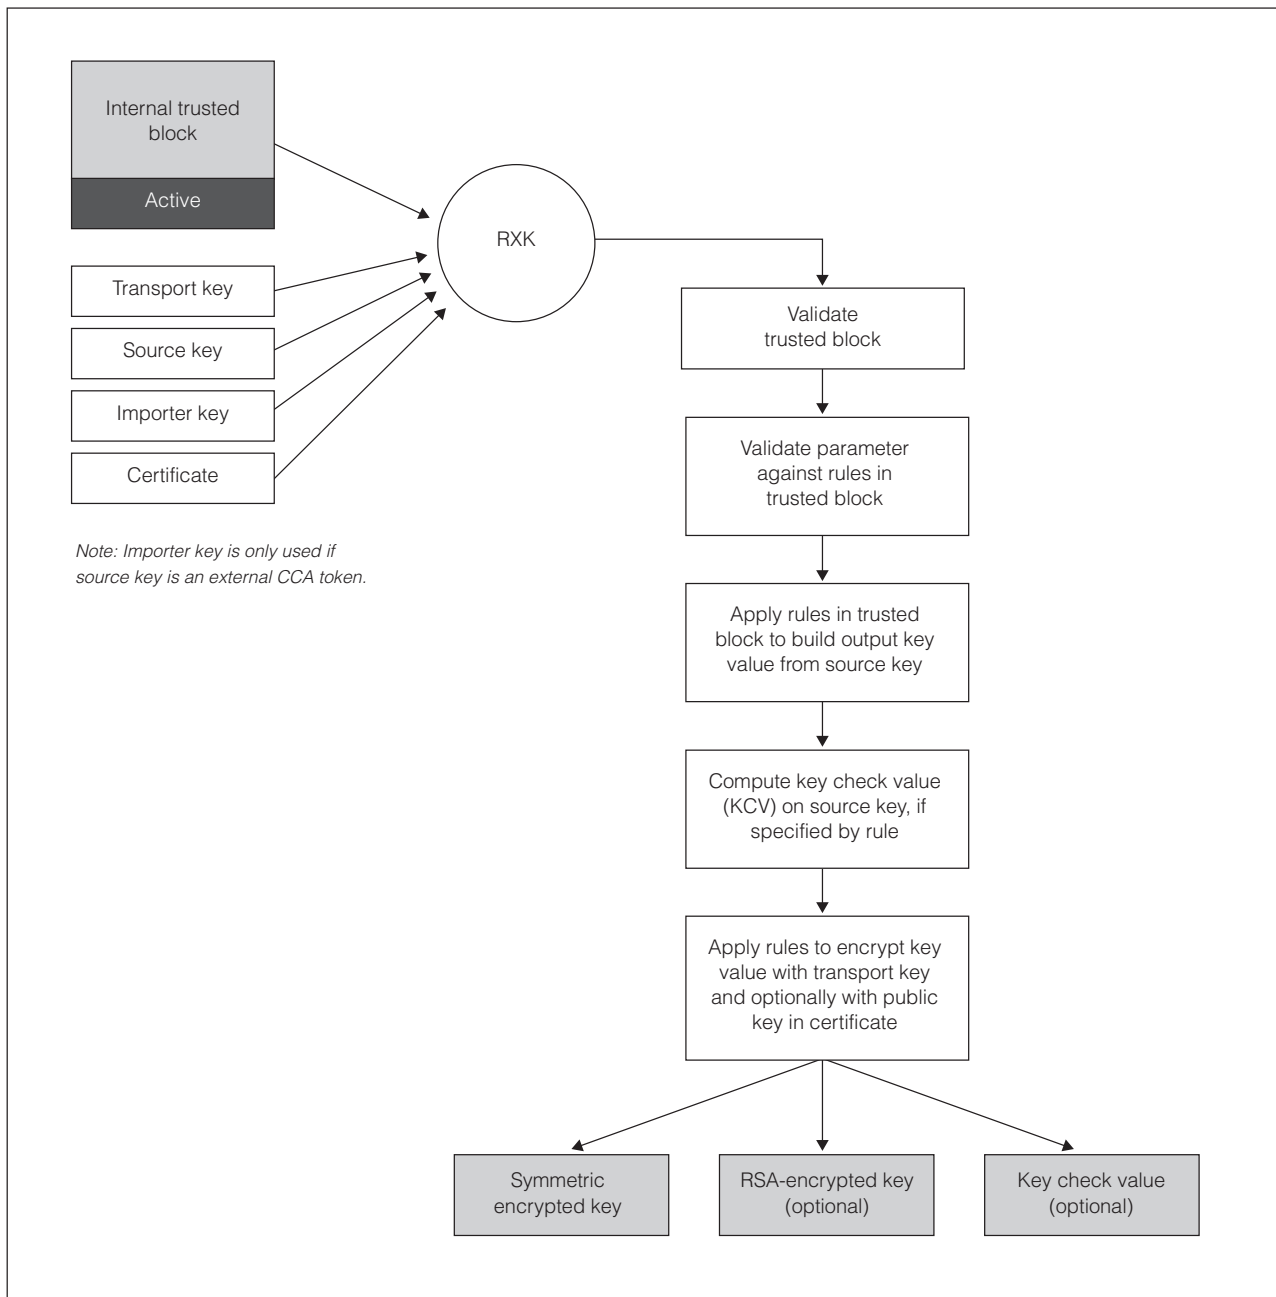 Internal trusted
block
Active
Transport key
Source key
Importer key
Certificate
Note: Importer key is only used if
source key is an external CCA token.
RXK
Validate
trusted block
Validate parameter
against rules in
trusted block
Apply rules in trusted
block to build output key
value from source key
Compute key check value
(KCV) on source key, if
specified by rule
Apply rules to encrypt key
value with transport key
and optionally with public
key in certificate
Symmetric
encrypted key
RSA-encrypted key
(optional)
Key check value
(optional)